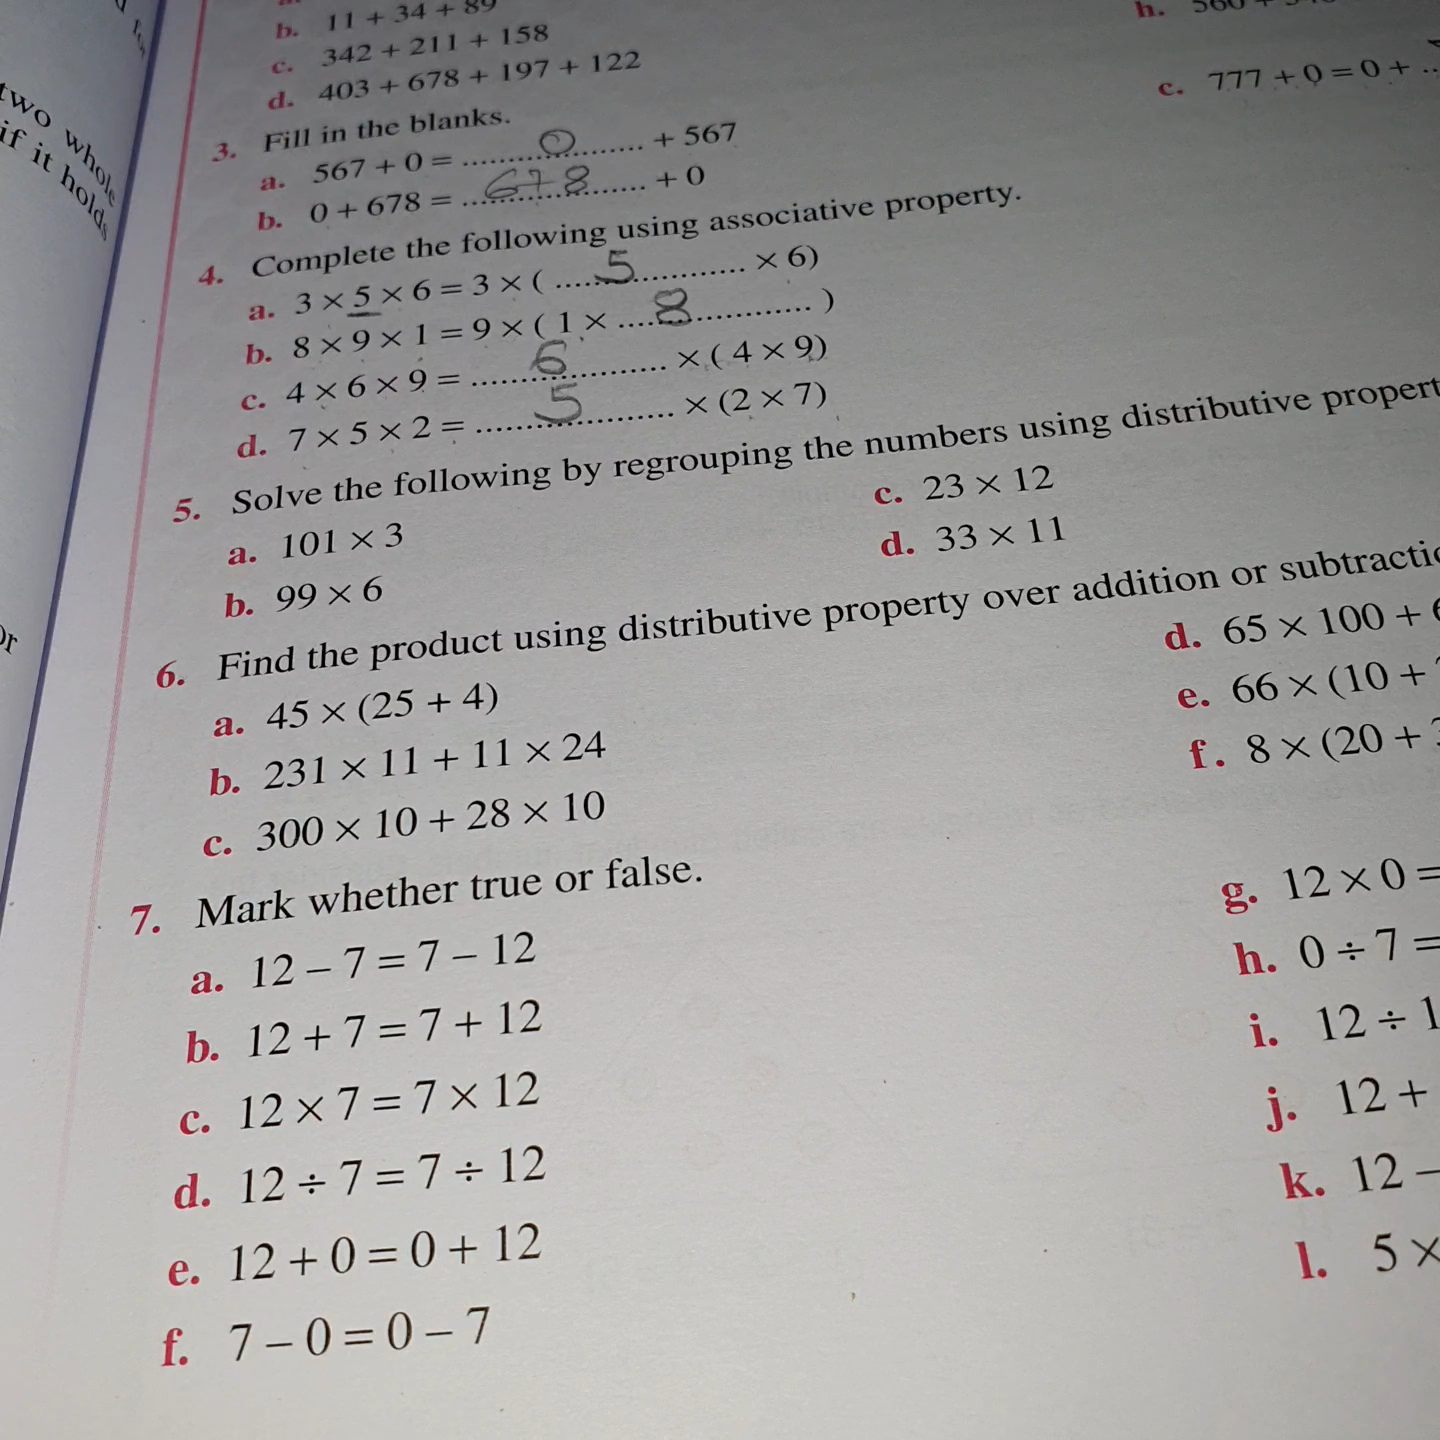 b. 11 + 34 + 89
c. 342 + 211 + 158
d. 403 + 678 + 197 + 122
h. 560 +
3. Fill in the blanks.
a. 567 + 0 = ..........0.......... + 567
b. 0 + 678 = ..........678.......... + 0
c. 777 + 0 = 0 + ..
4. Complete the following using associative property.
a. 3 × 5 × 6 = 3 × ( ..........5.......... × 6)
b. 8 × 9 × 1 = 9 × ( 1 × ..........8.......... )
c. 4 × 6 × 9 = ..........6.......... × ( 4 × 9)
d. 7 × 5 × 2 = ..........5.......... × (2 × 7)
5. Solve the following by regrouping the numbers using distributive propert
a. 101 × 3
b. 99 × 6
c. 23 × 12
d. 33 × 11
6. Find the product using distributive property over addition or subtractio
a. 45 × (25 + 4)
b. 231 × 11 + 11 × 24
c. 300 × 10 + 28 × 10
d. 65 × 100 +
e. 66 × (10 +
f. 8 × (20 +
7. Mark whether true or false.
a. 12 – 7 = 7 – 12
b. 12 + 7 = 7 + 12
c. 12 × 7 = 7 × 12
d. 12 ÷ 7 = 7 ÷ 12
e. 12 + 0 = 0 + 12
f. 7 – 0 = 0 – 7
g. 12 × 0 =
h. 0 ÷ 7 =
i. 12 ÷ 1
j. 12 +
k. 12 –
l. 5 ×
two whole
if it holds